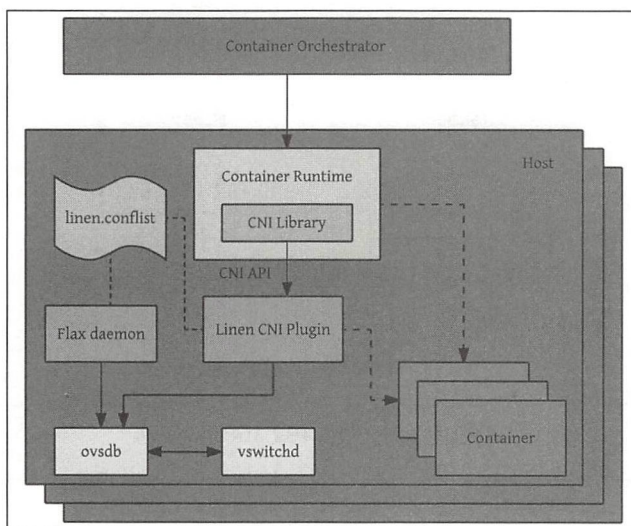 Container Orchestrator
Host
Container Runtime
linen.conflist
CNI Library
CNI API
Flax daemon
Linen CNI Plugin
ovsdb
vswitchd
Container